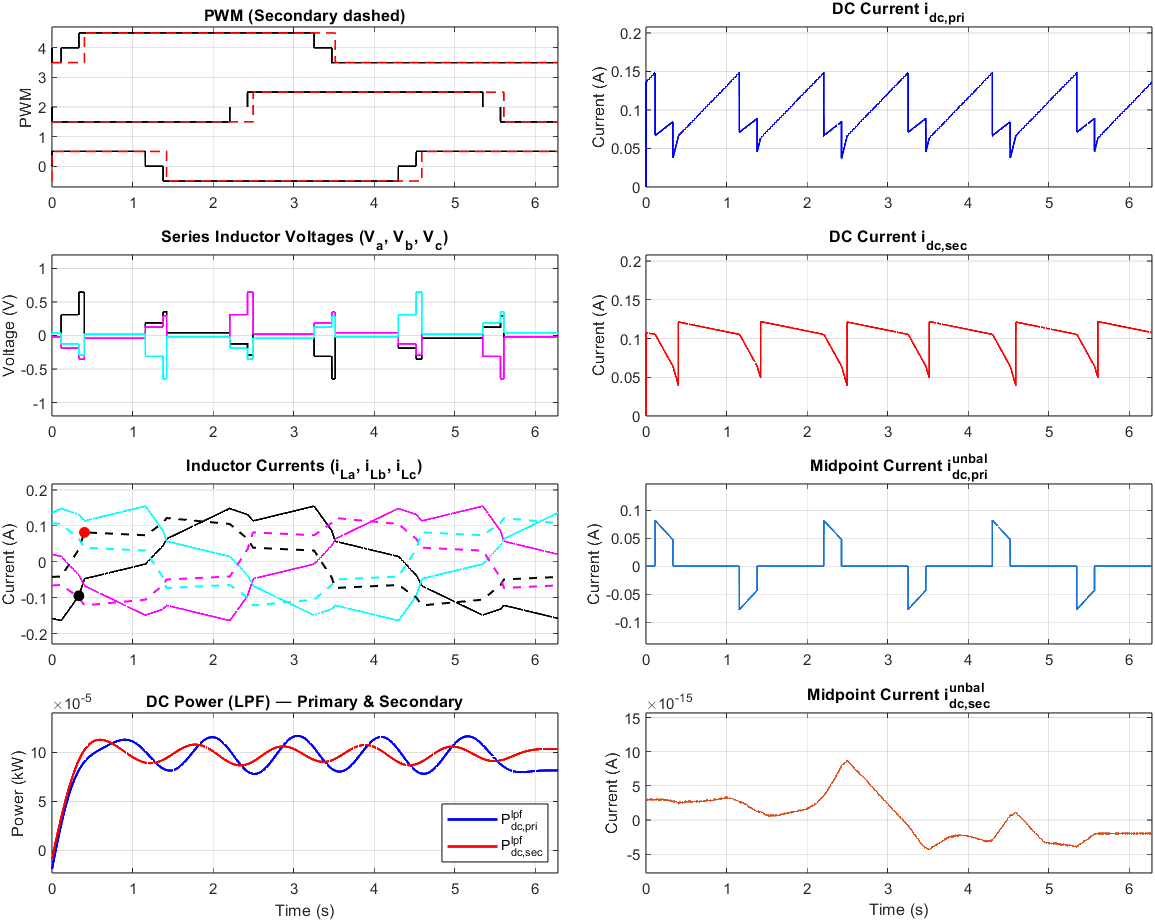 PWM (Secondary dashed)
PWM
4
3
2
1
0
0 1 2 3 4 5 6
DC Current i_dc,pri
Current (A)
0.2
0.15
0.1
0.05
0
0 1 2 3 4 5 6
Series Inductor Voltages (V_a, V_b, V_c)
Voltage (V)
1
0.5
0
-0.5
-1
0 1 2 3 4 5 6
DC Current i_dc,sec
Current (A)
0.2
0.15
0.1
0.05
0
0 1 2 3 4 5 6
Inductor Currents (i_La, i_Lb, i_Lc)
Current (A)
0.2
0.1
0
-0.1
-0.2
0 1 2 3 4 5 6
Midpoint Current i^unbal_dc,pri
Current (A)
0.1
0.05
0
-0.05
-0.1
0 1 2 3 4 5 6
DC Power (LPF) — Primary & Secondary
×10^-5
Power (kW)
10
5
0
0 1 2 3 4 5 6
Time (s)
P^lpf_dc,pri
P^lpf_dc,sec
Midpoint Current i^unbal_dc,sec
×10^-15
Current (A)
15
10
5
0
-5
0 1 2 3 4 5 6
Time (s)